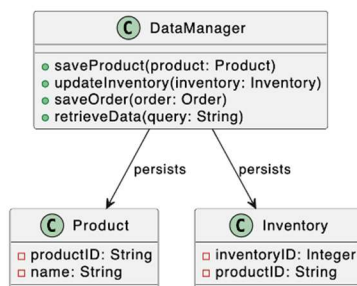 C DataManager
saveProduct(product: Product)
updateInventory(inventory: Inventory)
saveOrder(order: Order)
retrieveData(query: String)
persists persists
C Product
productID: String
name: String
C Inventory
inventoryID: Integer
productID: String